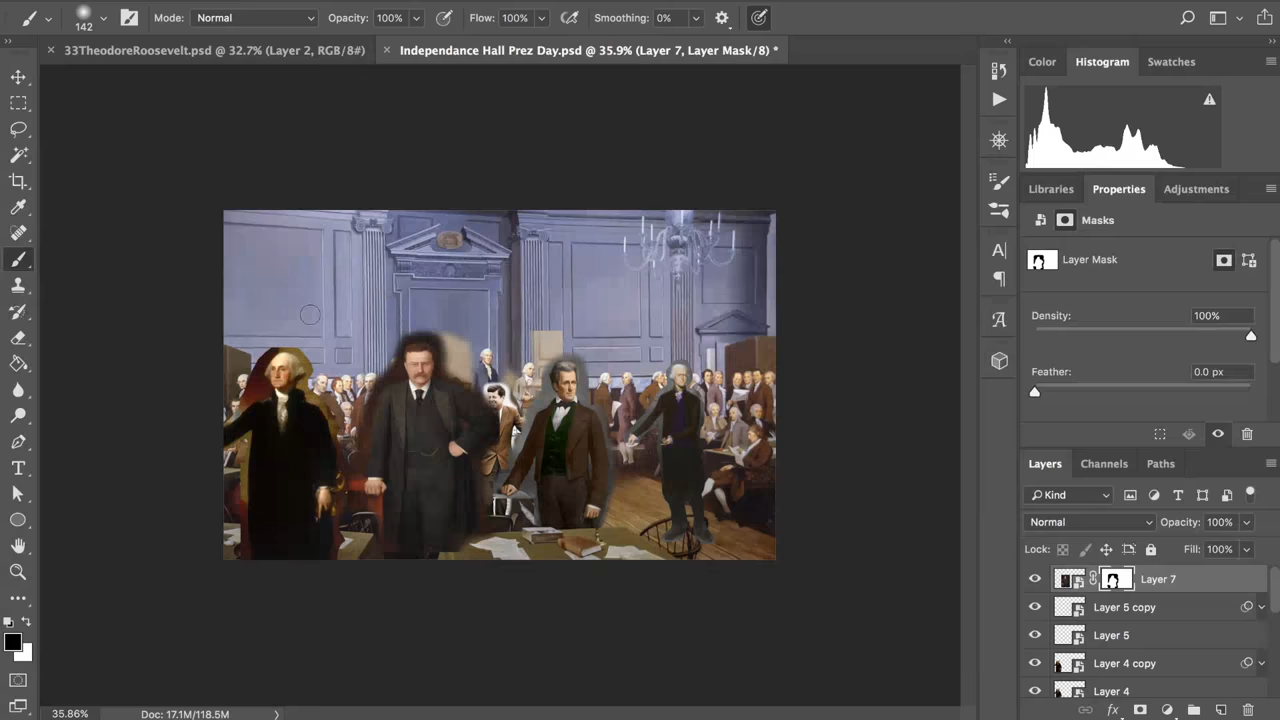 142
Mode: Normal
Opacity: 100%
Flow: 100%
Smoothing: 0%
× 33TheodoreRoosevelt.psd @ 32.7% (Layer 2, RGB/8#)
× Independance Hall Prez Day.psd @ 35.9% (Layer 7, Layer Mask/8) *
Color Histogram Swatches
Libraries Properties Adjustments
Masks
Layer Mask
Density: 100%
Feather: 0.0 px
Layers Channels Paths
Kind
Normal Opacity: 100%
Lock: Fill: 100%
Layer 7
Layer 5 copy
Layer 5
Layer 4 copy
Layer 4
fx
35.86% Doc: 17.1M/118.5M